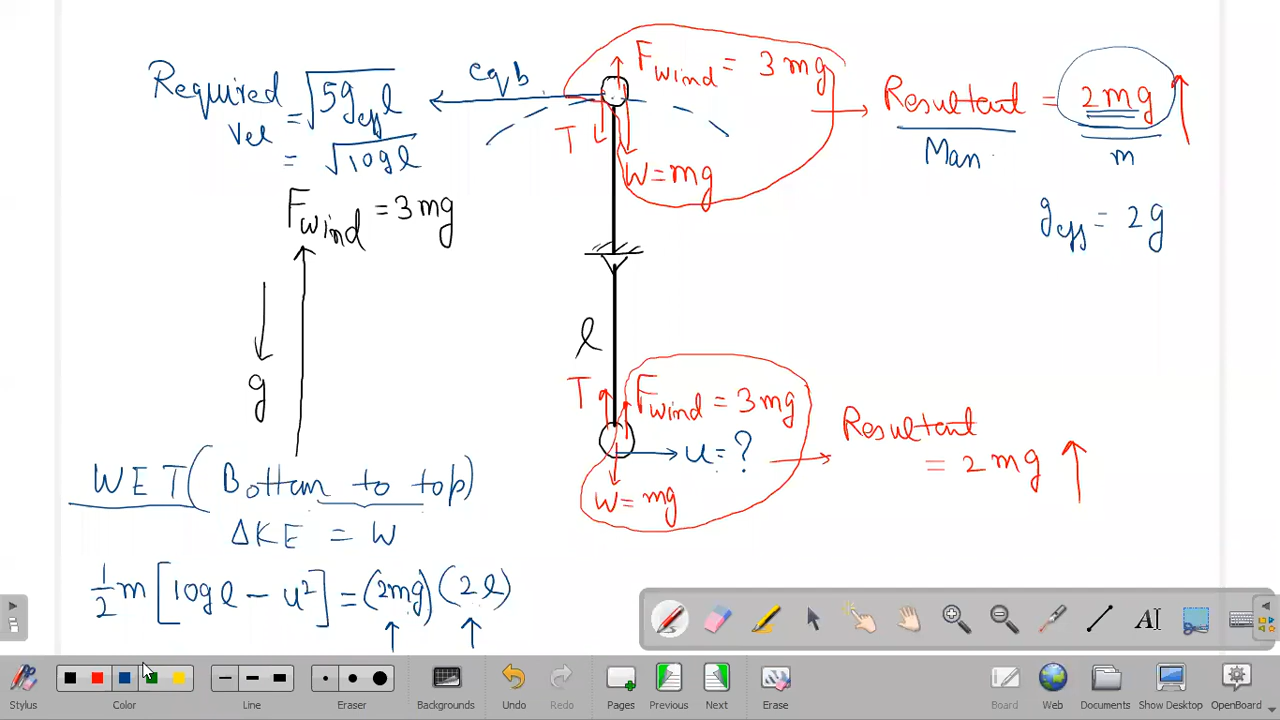 Required Vel = √5g_eff l
= √10gl
eqb
F_wind = 3mg
T
W = mg
Resultant / Man = 2mg / m ↑
g_eff = 2g
F_wind = 3mg
g
l
T
F_wind = 3mg
u = ?
w = mg
Resultant
= 2mg ↑
WET (Bottom to top)
ΔKE = W
1/2 m [10gl - u²] = (2mg) (2l)
Stylus
Color
Line
Eraser
Backgrounds
Undo
Redo
Pages
Previous
Next
Erase
Board
Web
Documents
Show Desktop
OpenBoard